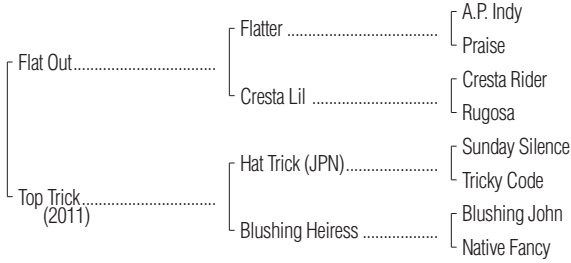 A.P. Indy
Flatter ..................................
Praise
Flat Out................................
Cresta Rider
Cresta Lil ............................
Rugosa
Sunday Silence
Hat Trick (JPN)....................
Tricky Code
Top Trick..............................
(2011)
Blushing John
Blushing Heiress .................
Native Fancy